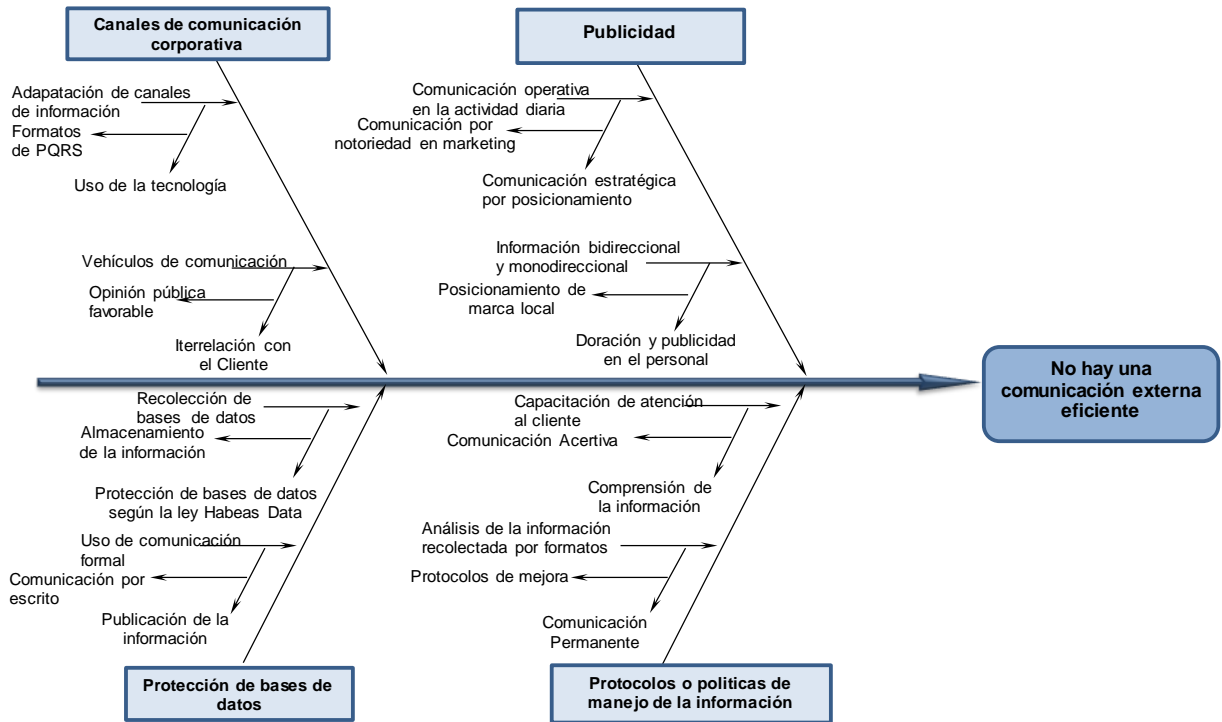 Canales de comunicación
corporativa
Publicidad
Adapatación de canales
de información
Formatos
de PQRS
Uso de la tecnología
Vehículos de comunicación
Opinión pública
favorable
Iterrelación con
el Cliente
Comunicación operativa
en la actividad diaria
Comunicación por
notoriedad en marketing
Comunicación estratégica
por posicionamiento
Información bidireccional
y monodireccional
Posicionamiento de
marca local
Doración y publicidad
en el personal
No hay una
comunicación externa
eficiente
Recolección de
bases de datos
Almacenamiento
de la información
Protección de bases de datos
según la ley Habeas Data
Uso de comunicación
formal
Comunicación por
escrito
Publicación de la
información
Capacitación de atención
al cliente
Comunicación Acertiva
Comprensión de
la información
Análisis de la información
recolectada por formatos
Protocolos de mejora
Comunicación
Permanente
Protección de bases de
datos
Protocolos o politicas de
manejo de la información